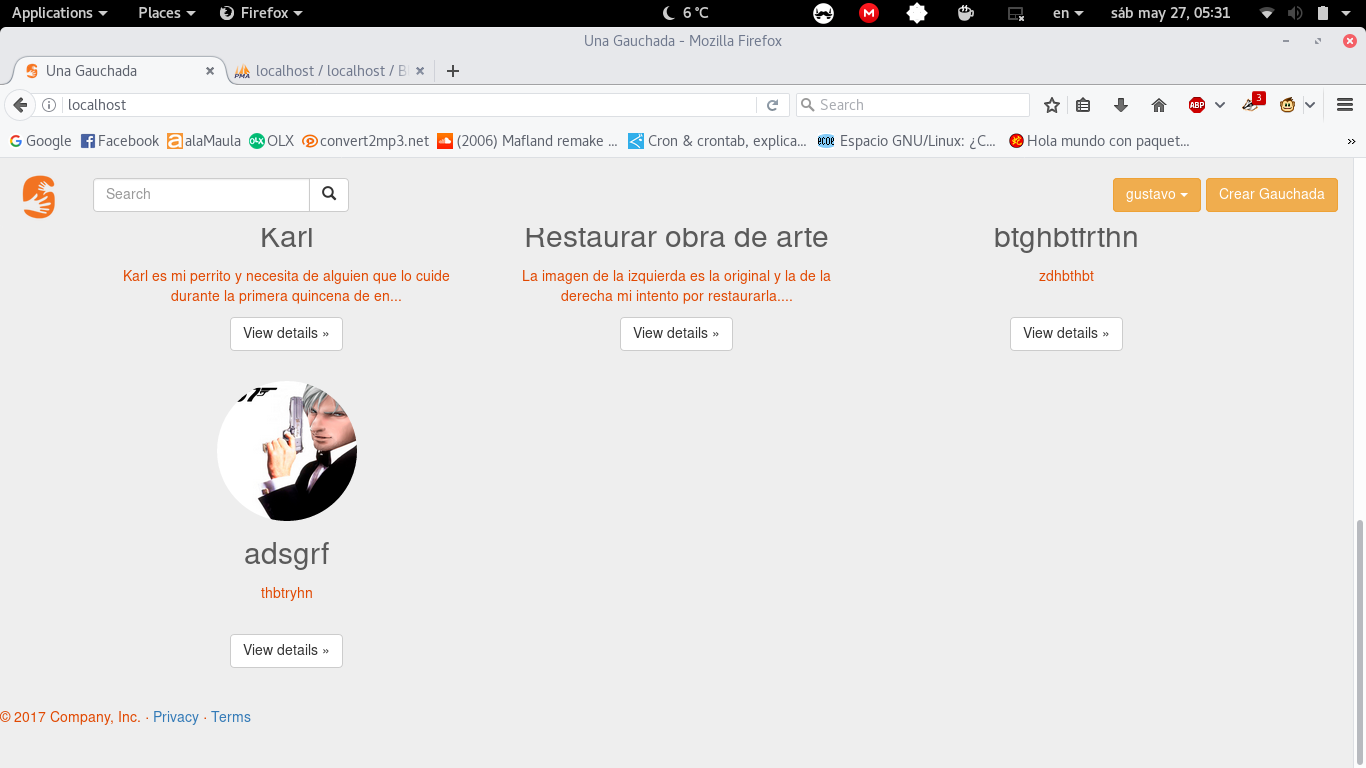 Applications Places Firefox 6 °C M en sáb may 27, 05:31
Una Gauchada - Mozilla Firefox
Una Gauchada PMA localhost / localhost / B
localhost Search ABP 3
Google Facebook alaMaula OLX convert2mp3.net (2006) Mafland remake ... Cron & crontab, explica... Espacio GNU/Linux: ¿C... Hola mundo con paquet... »
Search gustavo Crear Gauchada
Karl Restaurar obra de arte btghbtfrthn
Karl es mi perrito y necesita de alguien que lo cuide La imagen de la izquierda es la original y la de la zdhbthbt
durante la primera quincena de en... derecha mi intento por restaurarla....
View details » View details » View details »
adsgrf
thbtryhn
View details »
© 2017 Company, Inc. · Privacy · Terms